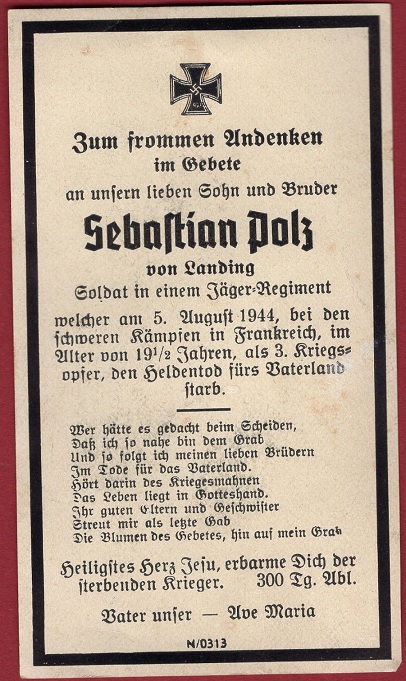 Zum frommen Andenken
im Gebete
an unsern lieben Sohn und Bruder
Sebastian Polz
von Landing
Soldat in einem Jäger-Regiment
welcher am 5. August 1944, bei den
schweren Kämpfen in Frankreich, im
Alter von 19½ Jahren, als 3. Kriegs-
opfer, den Heldentod fürs Vaterland
starb.
Wer hätte es gedacht beim Scheiden,
Daß ich so nahe bin dem Grab
Und so folgt ich meinen lieben Brüdern
Im Tode für das Vaterland.
Hört darin des Kriegesmahnen
Das Leben liegt in Gotteshand.
Ihr guten Eltern und Geschwister
Streut mir als letzte Gab
Die Blumen des Gebetes, hin auf mein Grab
Heiligstes Herz Jesu, erbarme Dich der
sterbenden Krieger. 300 Tg. Abl.
Vater unser — Ave Maria
N/0313